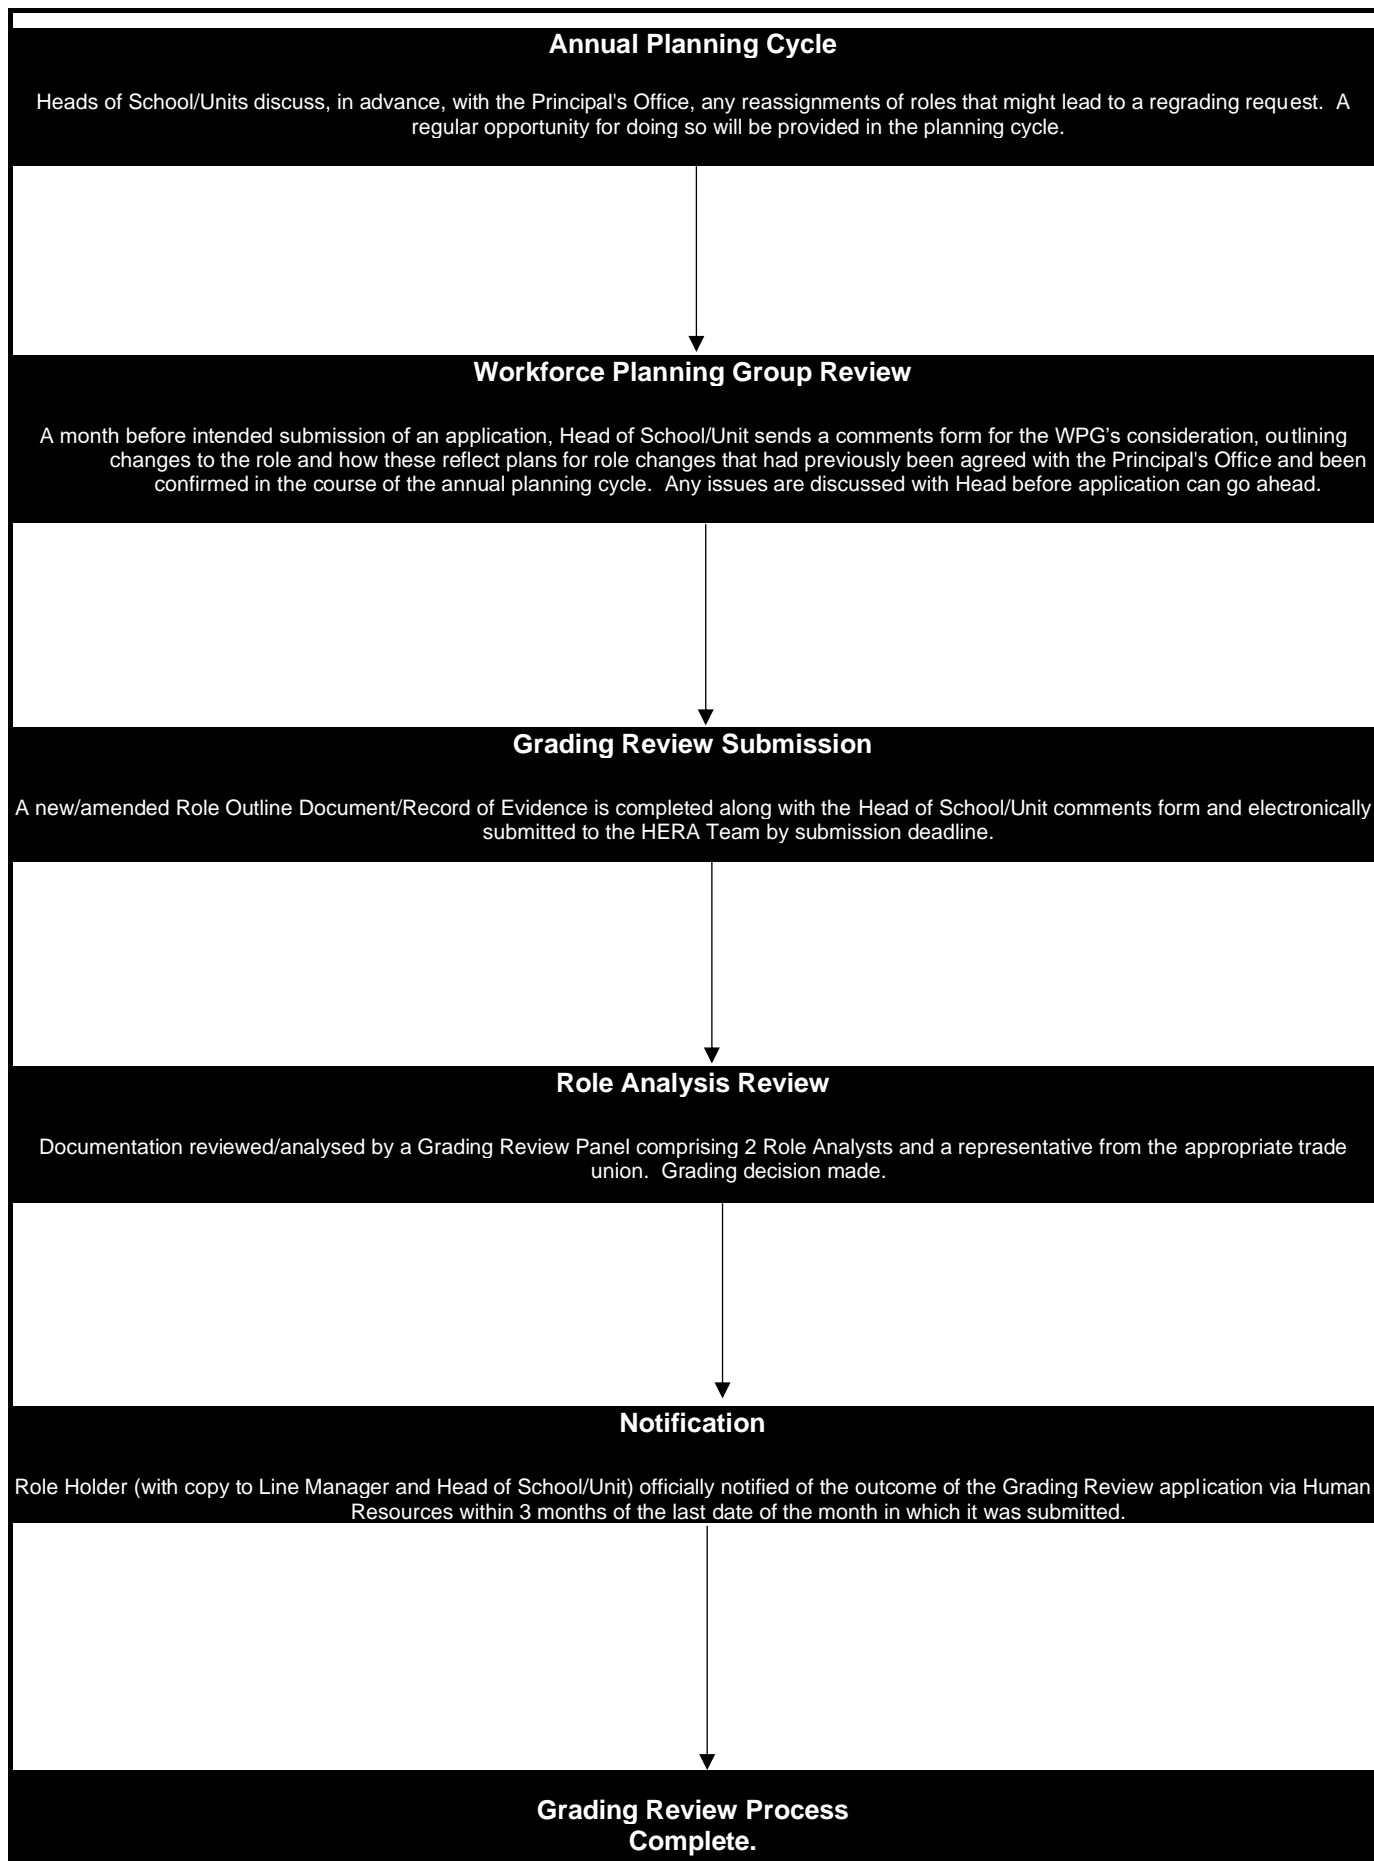 Annual Planning Cycle
Heads of School/Units discuss, in advance, with the Principal's Office, any reassignments of roles that might lead to a regrading request.  A
regular opportunity for doing so will be provided in the planning cycle.
Workforce Planning Group Review
A month before intended submission of an application, Head of School/Unit sends a comments form for the WPG’s consideration, outlining
changes to the role and how these reflect plans for role changes that had previously been agreed with the Principal's Office and been
confirmed in the course of the annual planning cycle.  Any issues are discussed with Head before application can go ahead.
Grading Review Submission
A new/amended Role Outline Document/Record of Evidence is completed along with the Head of School/Unit comments form and electronically
submitted to the HERA Team by submission deadline.
Role Analysis Review
Documentation reviewed/analysed by a Grading Review Panel comprising 2 Role Analysts and a representative from the appropriate trade
union.  Grading decision made.
Notification
Role Holder (with copy to Line Manager and Head of School/Unit) officially notified of the outcome of the Grading Review application via Human
Resources within 3 months of the last date of the month in which it was submitted.
Grading Review Process
Complete.